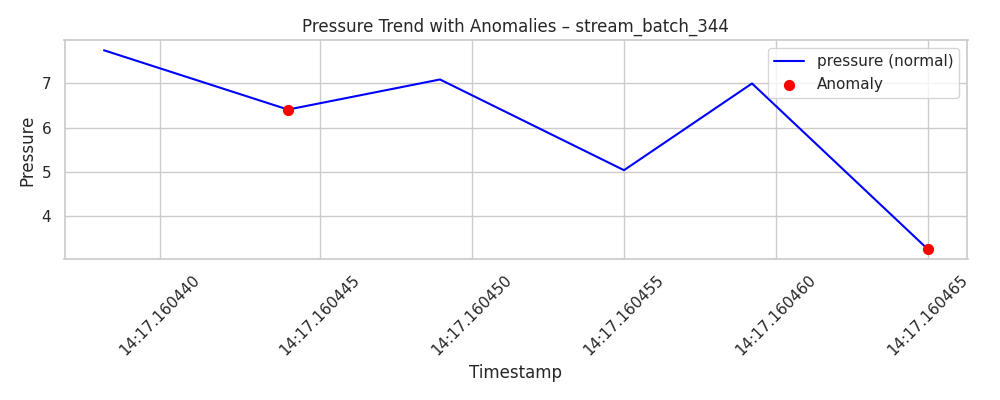 Pressure Trend with Anomalies – stream_batch_344
pressure (normal)
Anomaly
Pressure
7
6
5
4
14:17.160440
14:17.160445
14:17.160450
14:17.160455
14:17.160460
14:17.160465
Timestamp